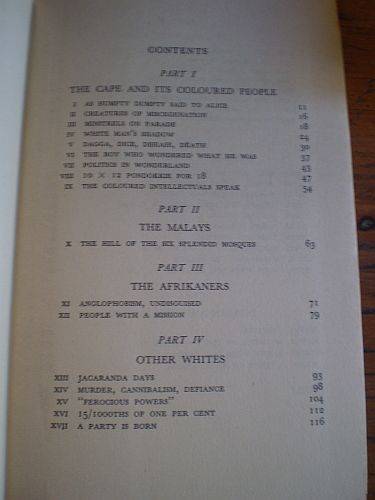 CONTENTS
PART I
THE CAPE AND ITS COLOURED PEOPLE
I AS HUMPTY DUMPTY SAID TO ALICE 11
II CREATURES OF MISCEGENATION 16
III MINSTRELS ON PARADE 18
IV WHITE MAN'S SHADOW 24
V DAGGA, DICE, DISEASE, DEATH 30
VI THE BOY WHO WONDERED WHAT HE WAS 37
VII POLITICS IN WONDERLAND 43
VIII 10 × 12 PONDOKKIE FOR 18 47
IX THE COLOURED INTELLECTUALS SPEAK 54
PART II
THE MALAYS
X THE HILL OF THE SIX SPLENDID MOSQUES 63
PART III
THE AFRIKANERS
XI ANGLOPHOBISM, UNDISGUISED 71
XII PEOPLE WITH A MISSION 79
PART IV
OTHER WHITES
XIII JACARANDA DAYS 93
XIV MURDER, CANNIBALISM, DEFIANCE 98
XV "FEROCIOUS POWERS" 104
XVI 15/1000THS OF ONE PER CENT 112
XVII A PARTY IS BORN 116